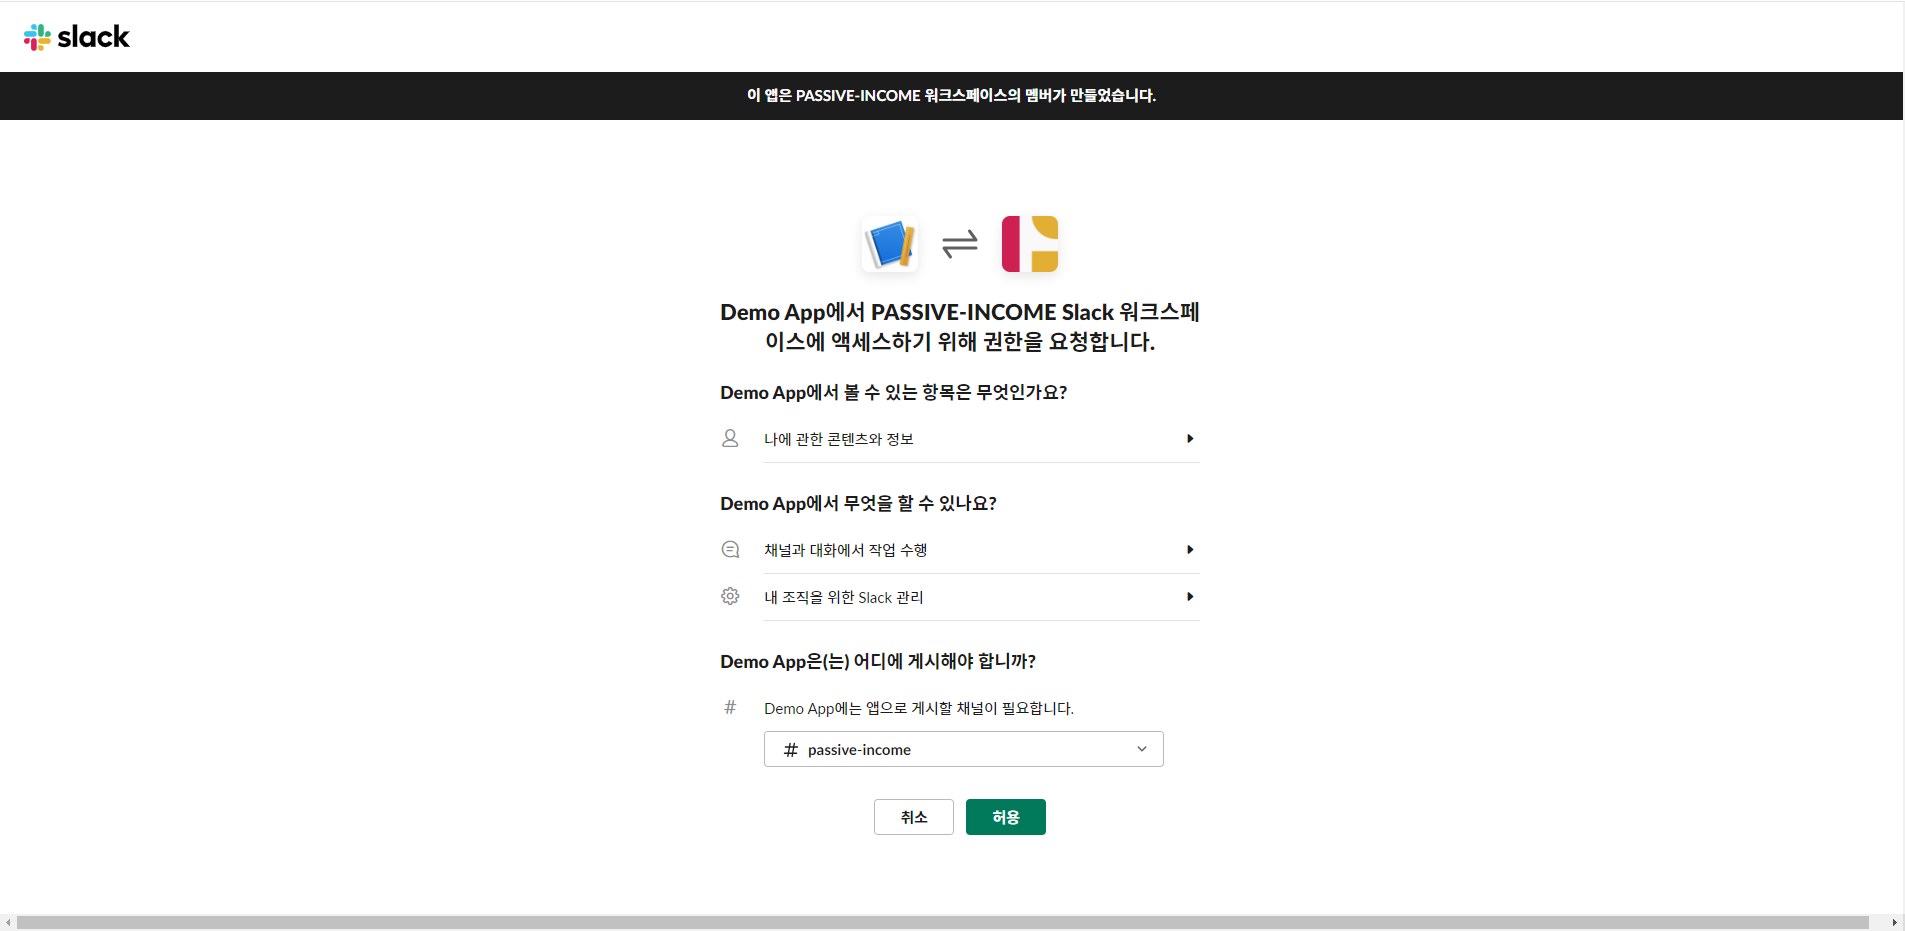 slack
이 앱은 PASSIVE-INCOME 워크스페이스의 멤버가 만들었습니다.
Demo App에서 PASSIVE-INCOME Slack 워크스페
이스에 액세스하기 위해 권한을 요청합니다.
Demo App에서 볼 수 있는 항목은 무엇인가요?
나에 관한 콘텐츠와 정보
Demo App에서 무엇을 할 수 있나요?
채널과 대화에서 작업 수행
내 조직을 위한 Slack 관리
Demo App은(는) 어디에 게시해야 합니까?
# Demo App에는 앱으로 게시할 채널이 필요합니다.
# passive-income
취소 허용